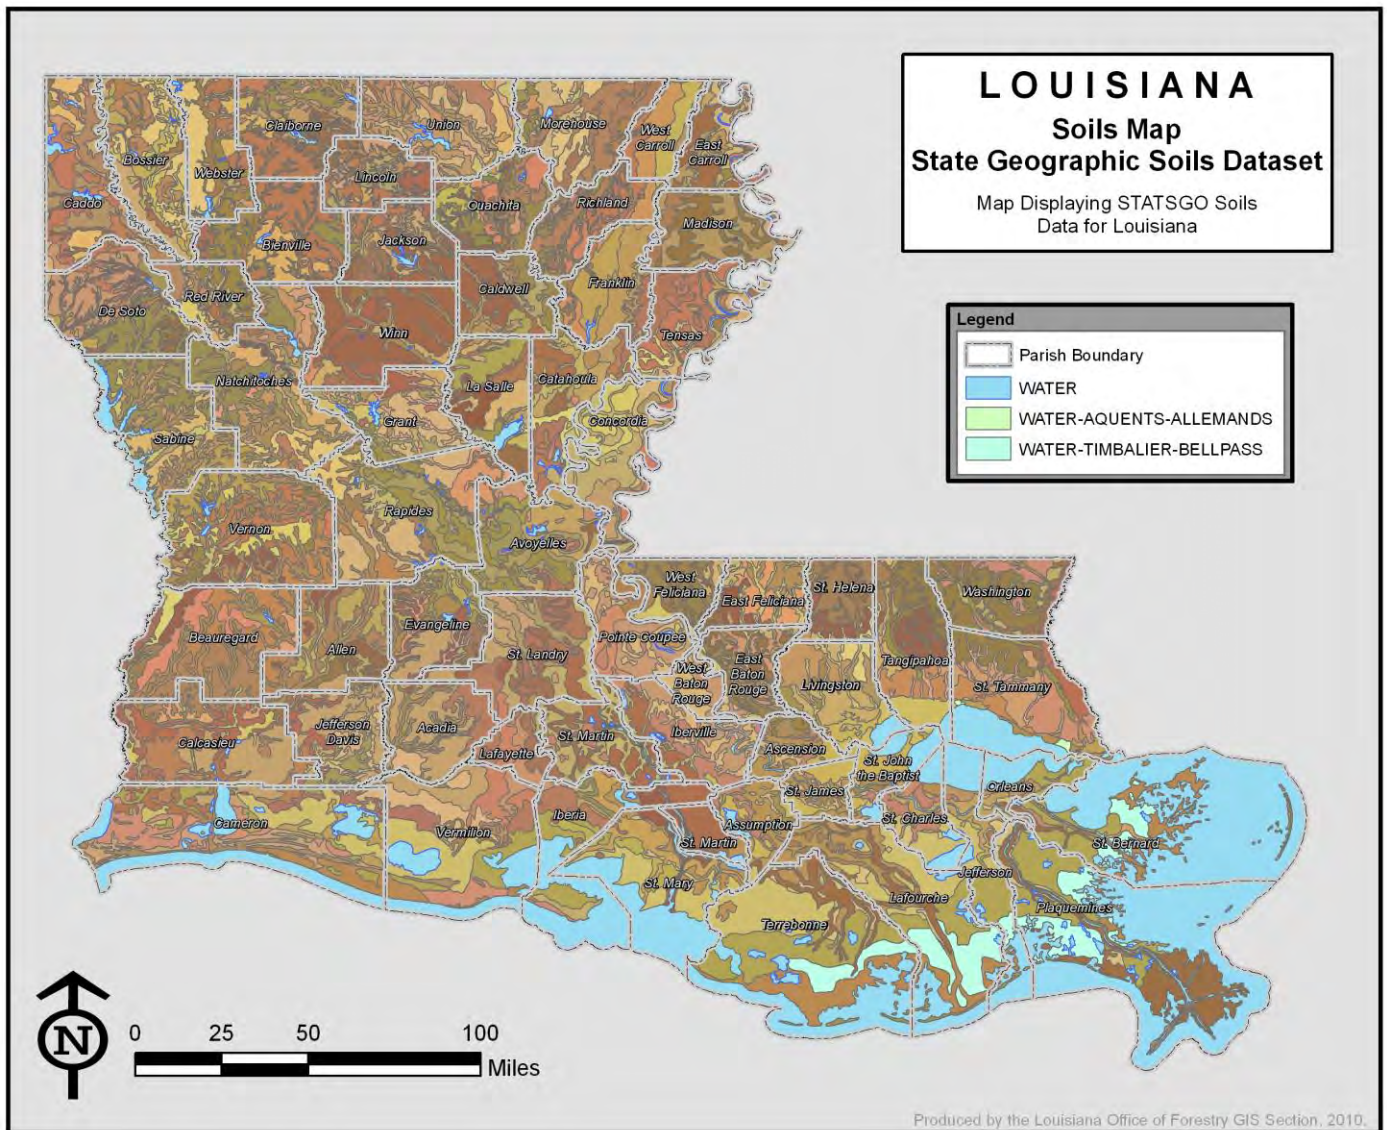 LOUISIANA
Soils Map
State Geographic Soils Dataset
Map Displaying STATSGO Soils
Data for Louisiana
Legend
Parish Boundary
WATER
WATER-AQUENTS-ALLEMANDS
WATER-TIMBALIER-BELLPASS
Caddo
Bossier
Webster
Claiborne
Union
Morehouse
West
Carroll
East
Carroll
Lincoln
Ouachita
Richland
Madison
Bienville
Jackson
Franklin
Tensas
De Soto
Red River
Caldwell
Winn
Natchitoches
La Salle
Catahoula
Concordia
Sabine
Grant
Vernon
Rapides
Avoyelles
West
Feliciana
East Feliciana
St. Helena
Washington
Beauregard
Allen
Evangeline
St. Landry
Pointe Coupee
West
Baton
Rouge
East
Baton
Rouge
Livingston
Tangipahoa
St. Tammany
Calcasieu
Jefferson
Davis
Acadia
Lafayette
St. Martin
Iberville
Ascension
St. John
the Baptist
Orleans
St. James
Cameron
Vermilion
Iberia
St. Martin
Assumption
St. Charles
St. Bernard
St. Mary
Jefferson
Lafourche
Plaquemines
Terrebonne
N
0 25 50 100
Miles
Produced by the Louisiana Office of Forestry GIS Section, 2010.